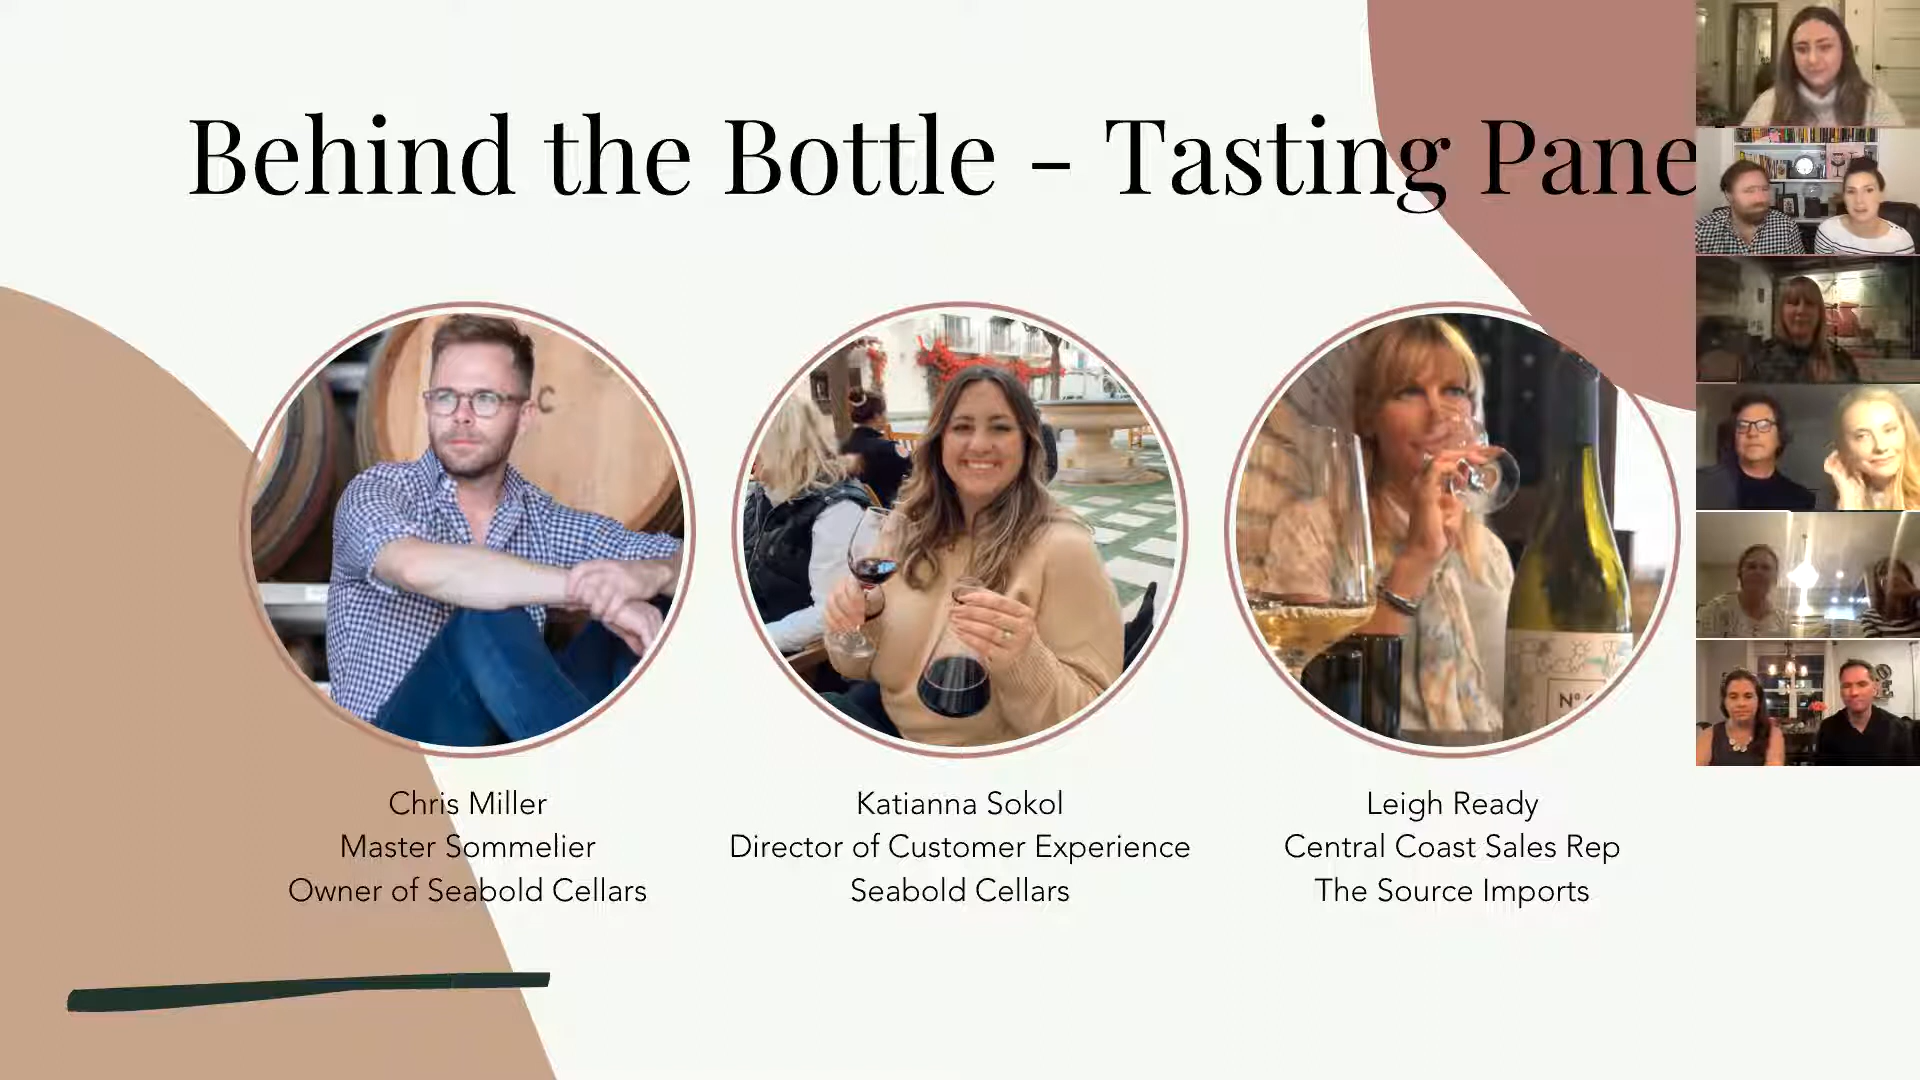 Behind the Bottle - Tasting Pane
C
Nº
Chris Miller
Master Sommelier
Owner of Seabold Cellars
Katianna Sokol
Director of Customer Experience
Seabold Cellars
Leigh Ready
Central Coast Sales Rep
The Source Imports